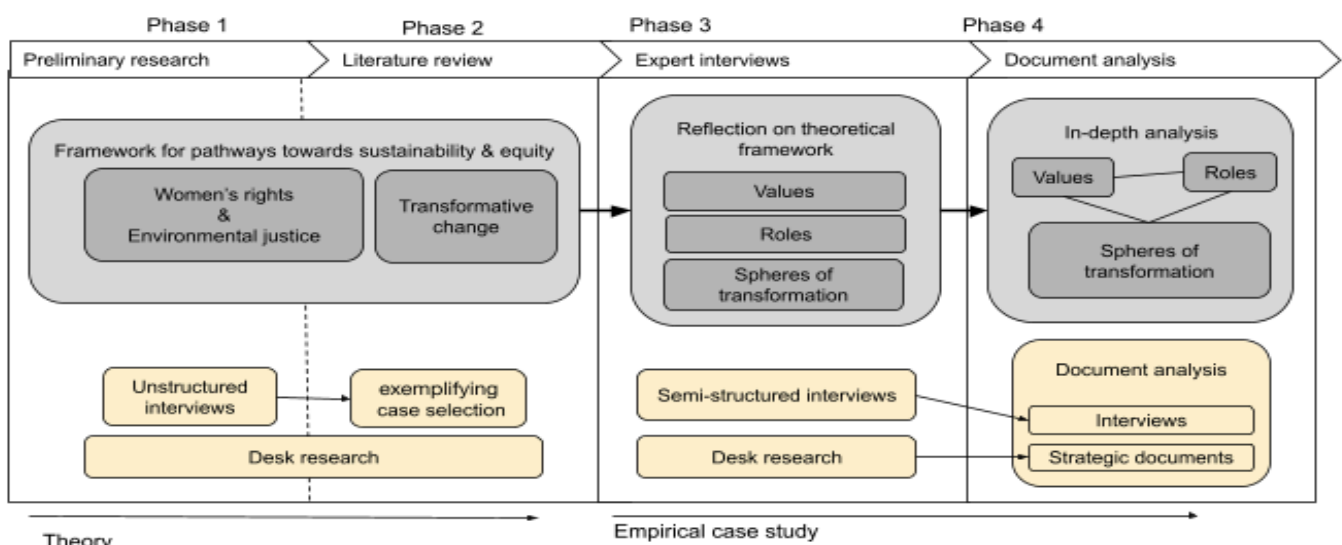 Phase 1
Phase 2
Phase 3
Phase 4
Preliminary research
Literature review
Expert interviews
Document analysis
Framework for pathways towards sustainability & equity
Women's rights
&
Environmental justice
Transformative
change
Reflection on theoretical
framework
Values
Roles
Spheres of
transformation
In-depth analysis
Values
Roles
Spheres of
transformation
Unstructured
interviews
exemplifying
case selection
Desk research
Semi-structured interviews
Desk research
Document analysis
Interviews
Strategic documents
Theory
Empirical case study